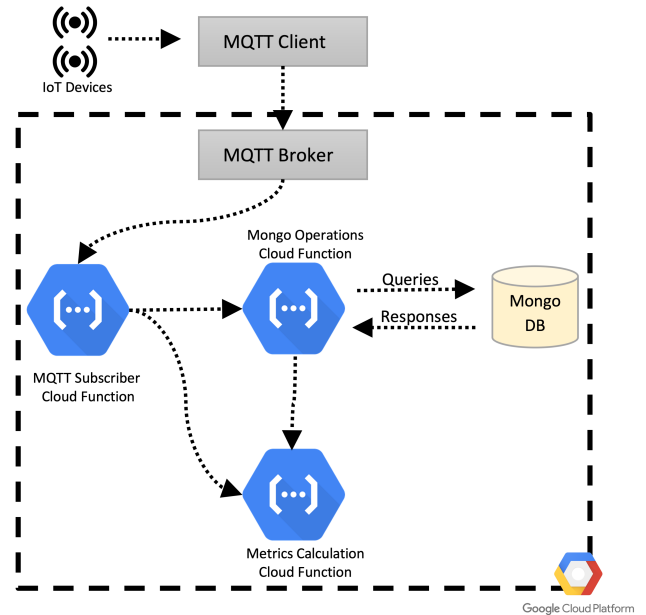 MQTT Client
IoT Devices
MQTT Broker
Mongo Operations
Cloud Function
Queries
Mongo
DB
Responses
MQTT Subscriber
Cloud Function
Metrics Calculation
Cloud Function
Google Cloud Platform